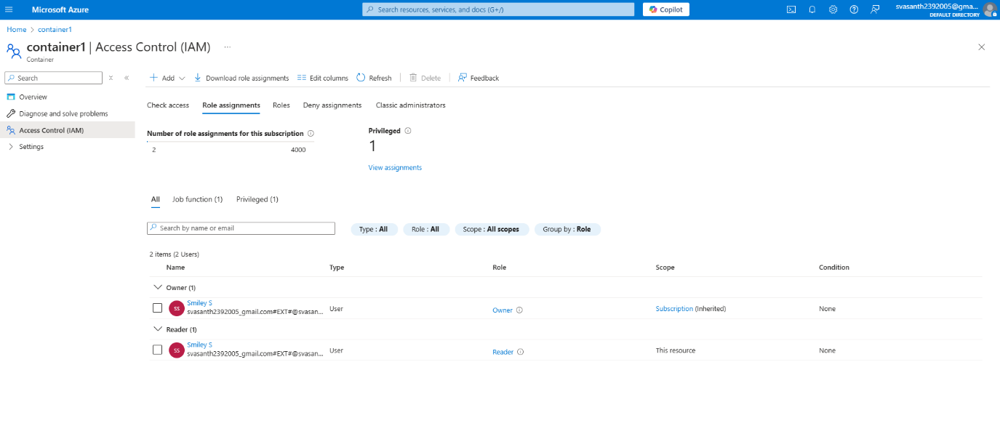 Microsoft Azure
Search resources, services, and docs (G+/)
Copilot
svasanth2392005@gma...
DEFAULT DIRECTORY
Home > container1
container1 | Access Control (IAM) ...
Container
Search
Overview
Diagnose and solve problems
Access Control (IAM)
Settings
Add
Download role assignments
Edit columns
Refresh
Delete
Feedback
Check access
Role assignments
Roles
Deny assignments
Classic administrators
Number of role assignments for this subscription
2 4000
Privileged
1
View assignments
All
Job function (1)
Privileged (1)
Search by name or email
Type : All
Role : All
Scope : All scopes
Group by : Role
2 items (2 Users)
Name Type Role Scope Condition
Owner (1)
SS Smiley S
svasanth2392005_gmail.com#EXT#@svasan... User Owner Subscription (Inherited) None
Reader (1)
SS Smiley S
svasanth2392005_gmail.com#EXT#@svasan... User Reader This resource None